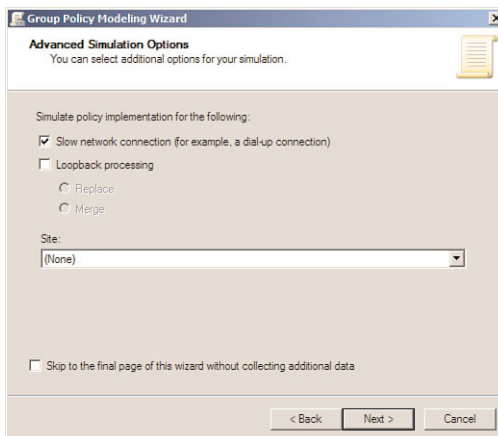 Group Policy Modeling Wizard
Advanced Simulation Options
You can select additional options for your simulation.
Simulate policy implementation for the following:
Slow network connection (for example, a dial-up connection)
Loopback processing
Replace
Merge
Site:
(None)
Skip to the final page of this wizard without collecting additional data
< Back Next > Cancel